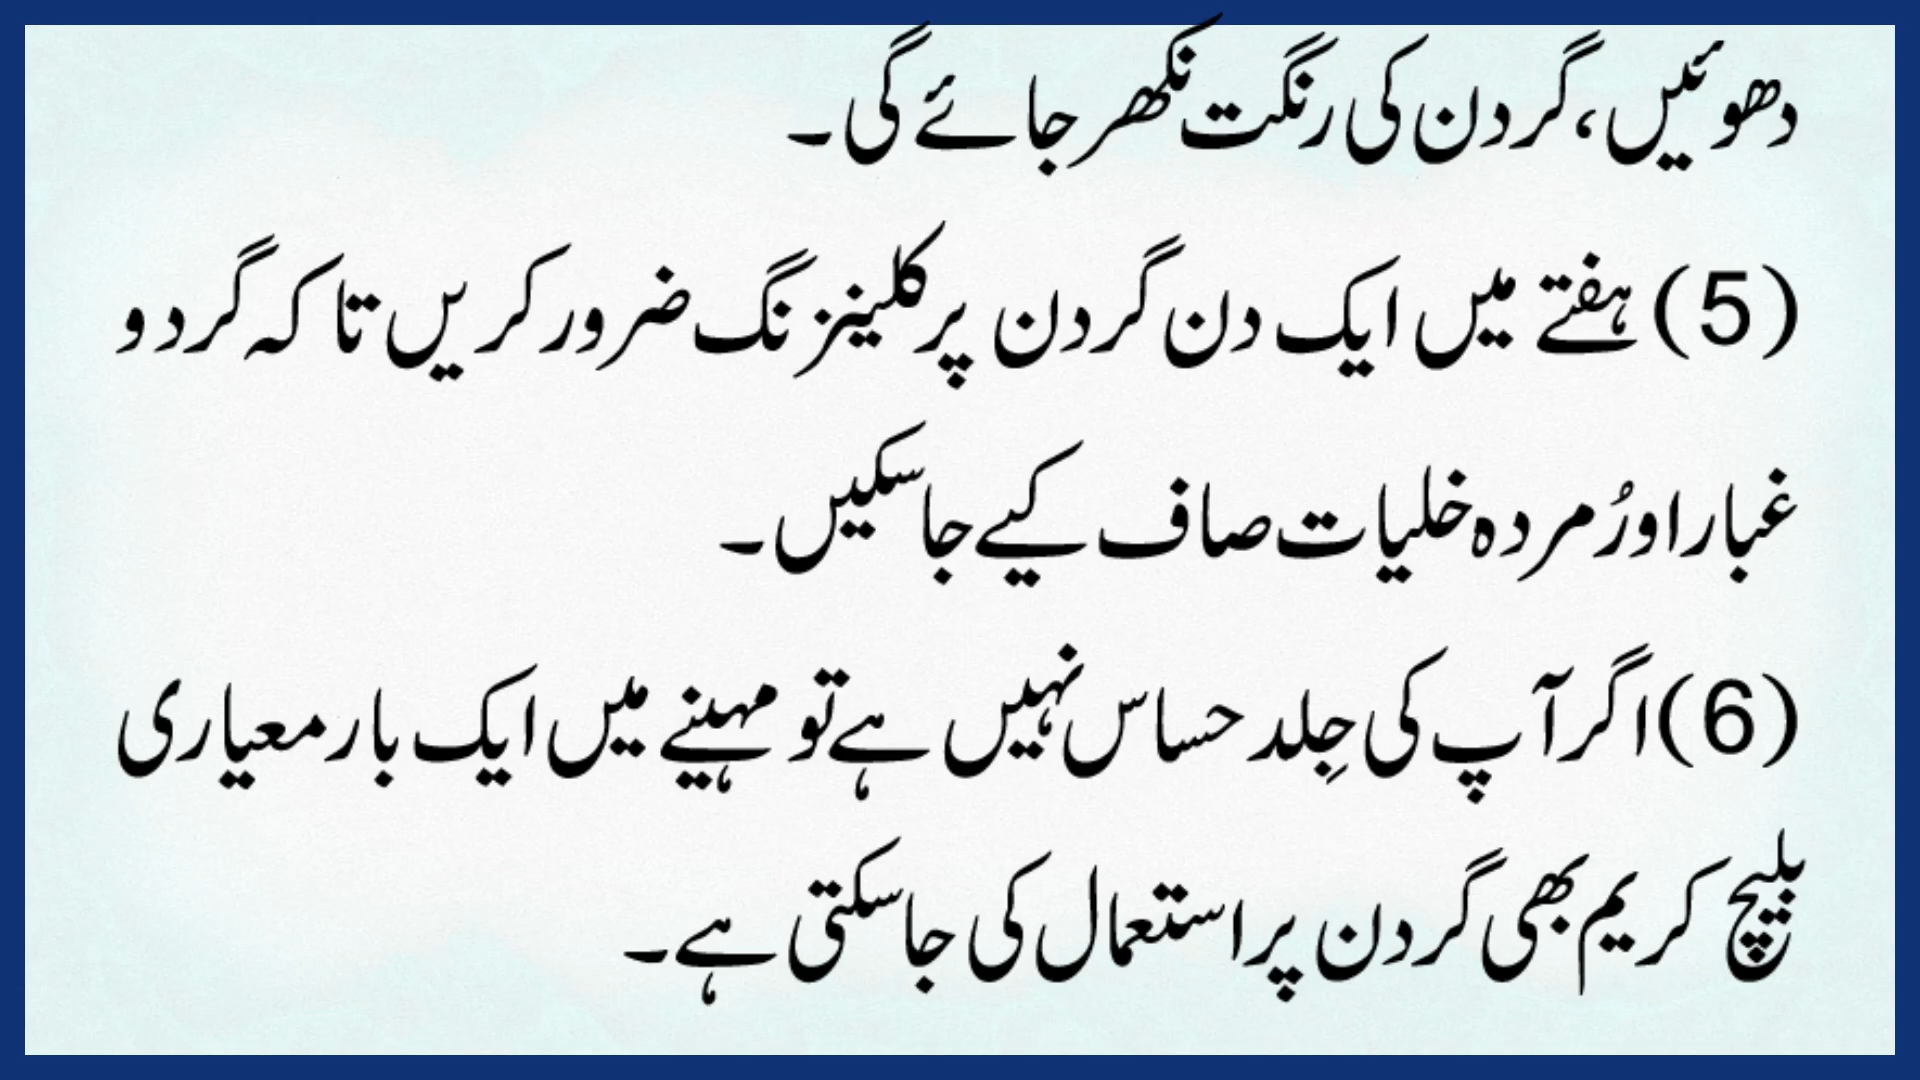 دھوئیں، گردن کی رنگت نکھر جائے گی۔
(5) ہفتے میں ایک دن گردن پر کلینزنگ ضرور کریں تاکہ گرد و
غبار اور مُردہ خلیات صاف کیے جاسکیں۔
(6) اگر آپ کی جِلد حساس نہیں ہے تو مہینے میں ایک بار معیاری
بلیچ کریم بھی گردن پر استعمال کی جاسکتی ہے۔